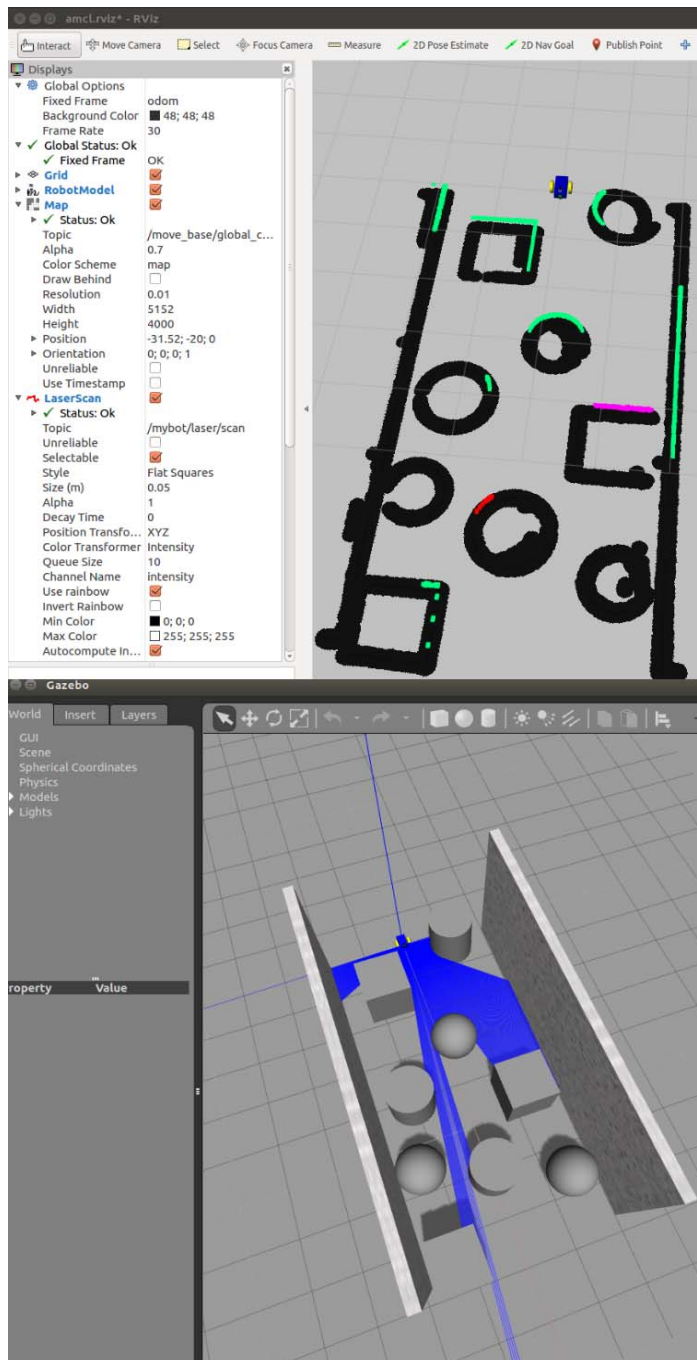 amcl.rviz* - RViz
Interact Move Camera Select Focus Camera Measure 2D Pose Estimate 2D Nav Goal Publish Point
Displays
Global Options
Fixed Frame odom
Background Color 48; 48; 48
Frame Rate 30
Global Status: Ok
Fixed Frame OK
Grid
RobotModel
Map
Status: Ok
Topic /move_base/global_c...
Alpha 0.7
Color Scheme map
Draw Behind
Resolution 0.01
Width 5152
Height 4000
Position -31.52; -20; 0
Orientation 0; 0; 0; 1
Unreliable
Use Timestamp
LaserScan
Status: Ok
Topic /mybot/laser/scan
Unreliable
Selectable
Style Flat Squares
Size (m) 0.05
Alpha 1
Decay Time 0
Position Transfo... XYZ
Color Transformer Intensity
Queue Size 10
Channel Name intensity
Use rainbow
Invert Rainbow
Min Color 0; 0; 0
Max Color 255; 255; 255
Autocompute In...
Gazebo
World Insert Layers
GUI
Scene
Spherical Coordinates
Physics
Models
Lights
roperty Value